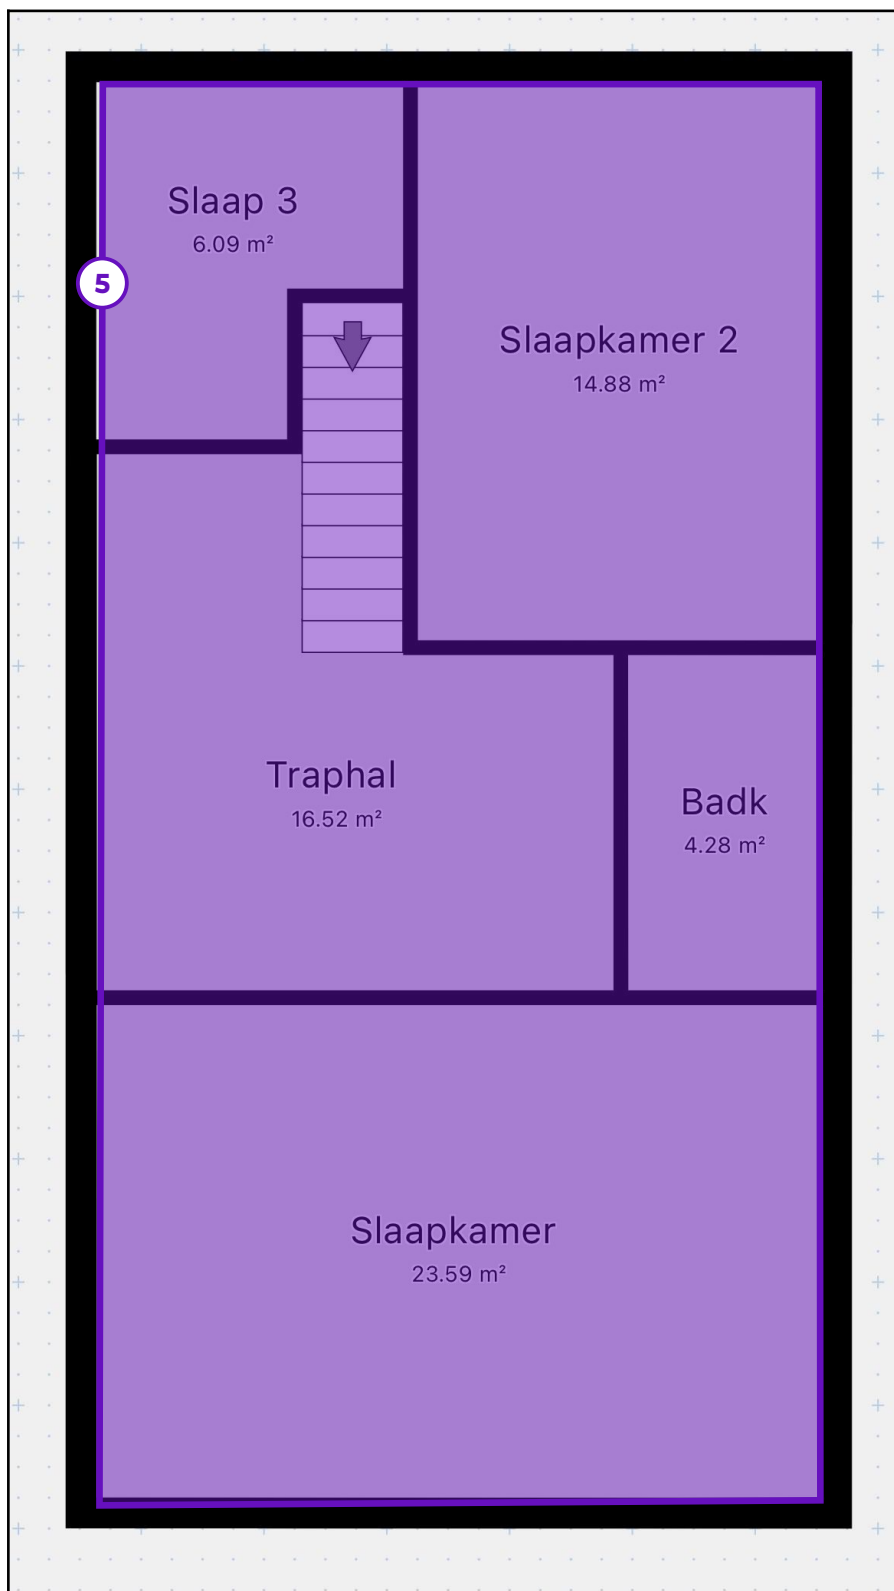 Slaap 3
6.09 m²
5
Slaapkamer 2
14.88 m²
Traphal
16.52 m²
Badk
4.28 m²
Slaapkamer
23.59 m²